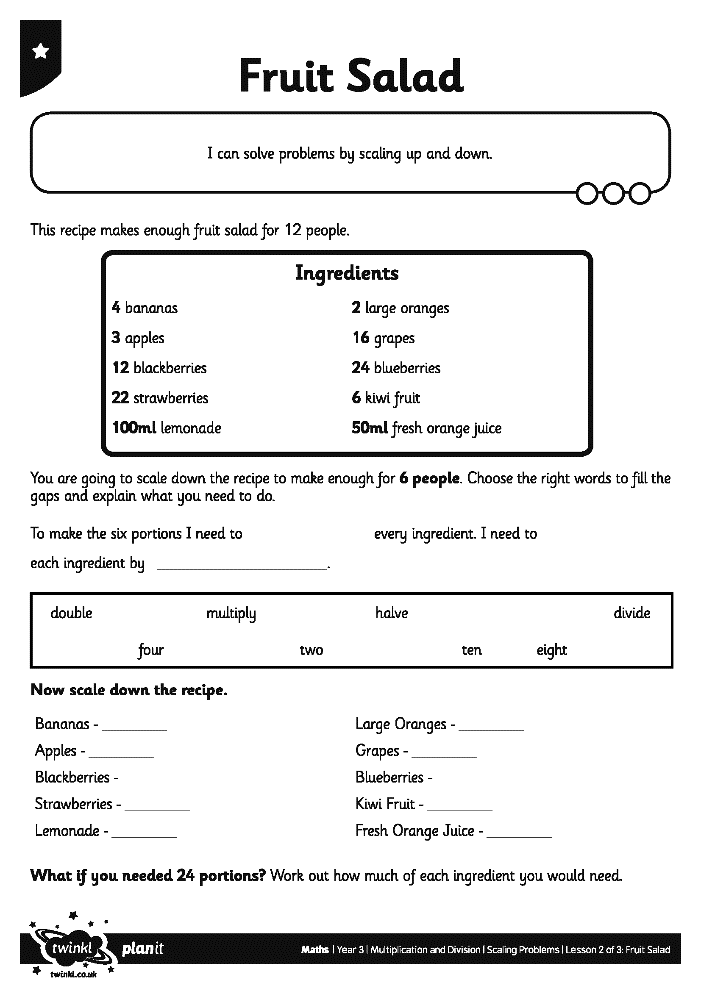 Fruit Salad
I can solve problems by scaling up and down.
This recipe makes enough fruit salad for 12 people.
Ingredients
4 bananas 2 large oranges
3 apples 16 grapes
12 blackberries 24 blueberries
22 strawberries 6 kiwi fruit
100ml lemonade 50ml fresh orange juice
You are going to scale down the recipe to make enough for 6 people. Choose the right words to fill the
gaps and explain what you need to do.
To make the six portions I need to every ingredient. I need to
each ingredient by ____________________.
double multiply halve divide
four two ten eight
Now scale down the recipe.
Bananas - ________ Large Oranges - ________
Apples - ________ Grapes - ________
Blackberries - Blueberries -
Strawberries - ________ Kiwi Fruit - ________
Lemonade - ________ Fresh Orange Juice - ________
What if you needed 24 portions? Work out how much of each ingredient you would need.
twinkl planit Maths | Year 3 | Multiplication and Division | Scaling Problems | Lesson 2 of 3: Fruit Salad
twinkl.co.uk